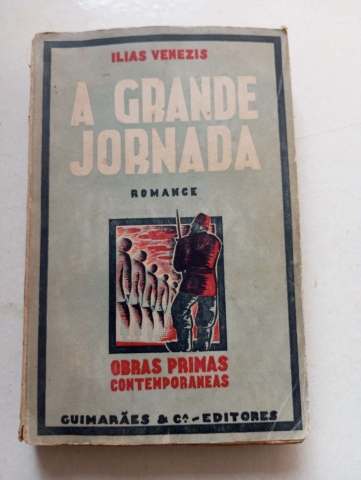 ILIAS VENEZIS
A GRANDE
JORNADA
ROMANCE
OBRAS PRIMAS
CONTEMPORANEAS
GUIMARÃES & Cª-EDITORES